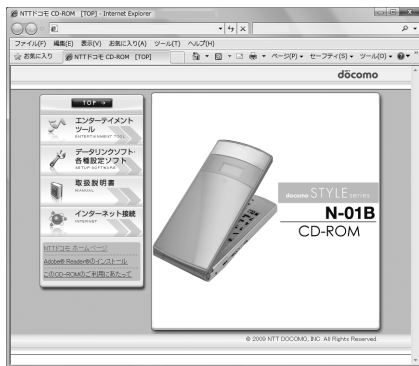 NTTドコモ CD-ROM [TOP] - Internet Explorer
ファイル(F) 編集(E) 表示(V) お気に入り(A) ツール(T) ヘルプ(H)
お気に入り NTTドコモ CD-ROM [TOP] ページ(P) セーフティ(S) ツール(O)
döcomo
TOP →
エンターテイメント
ツール
ENTERTAINMENT TOOL
データリンクソフト・
各種設定ソフト
SETUP SOFTWARE
取扱説明書
MANUAL
インターネット接続
INTERNET
NTTドコモ ホームページ
Adobe® Reader®のインストール
このCD-ROMのご利用にあたって
docomo STYLE series
N-01B
CD-ROM
© 2009 NTT DOCOMO, INC. All Rights Reserved.